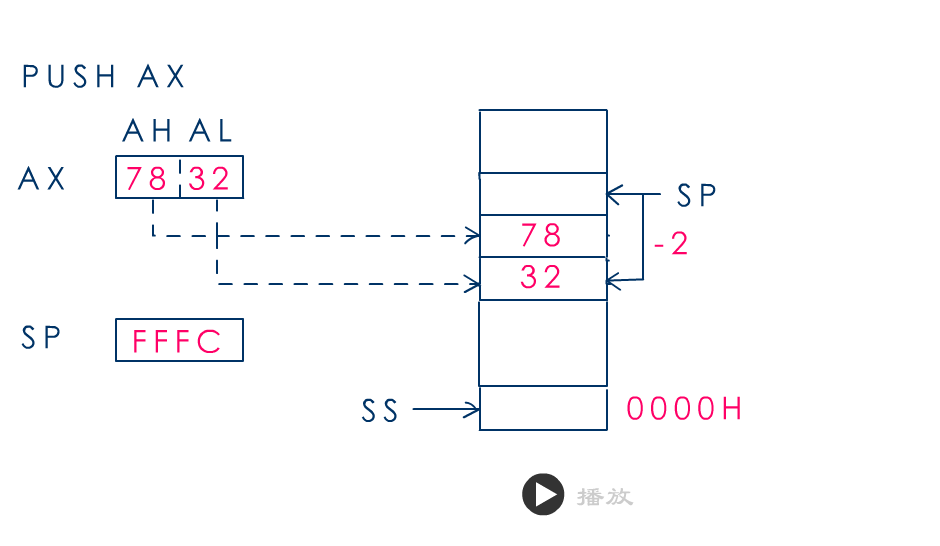 PUSH AX
AH AL
AX 78 32
SP
78
-2
32
SP FFFC
SS 0000H
播放